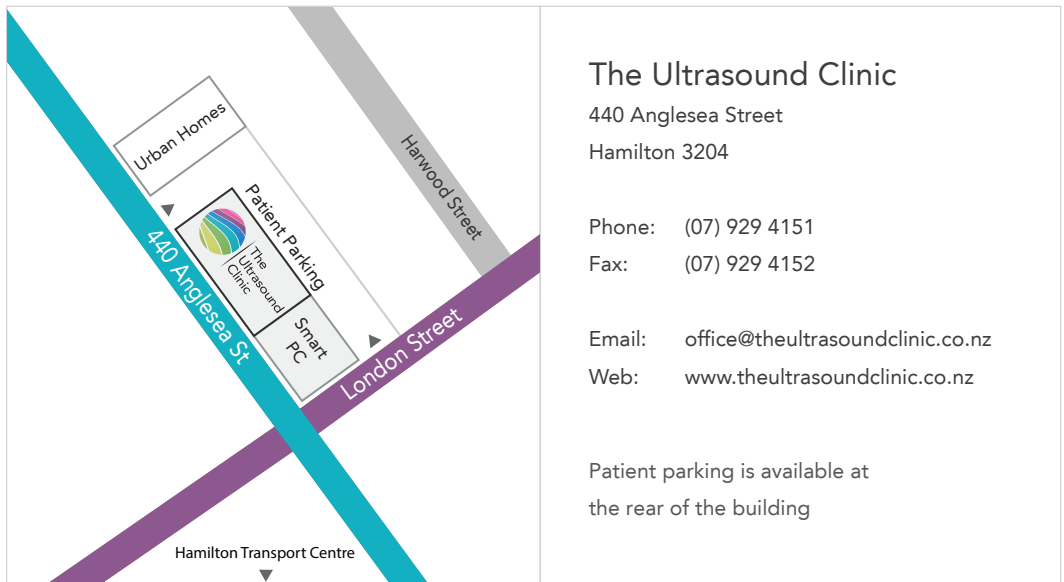 Urban Homes
Harwood Street
Patient Parking
The
Ultrasound
Clinic
440 Anglesea St
Smart
PC
London Street
Hamilton Transport Centre
The Ultrasound Clinic
440 Anglesea Street
Hamilton 3204
Phone: (07) 929 4151
Fax: (07) 929 4152
Email: office@theultrasoundclinic.co.nz
Web: www.theultrasoundclinic.co.nz
Patient parking is available at
the rear of the building